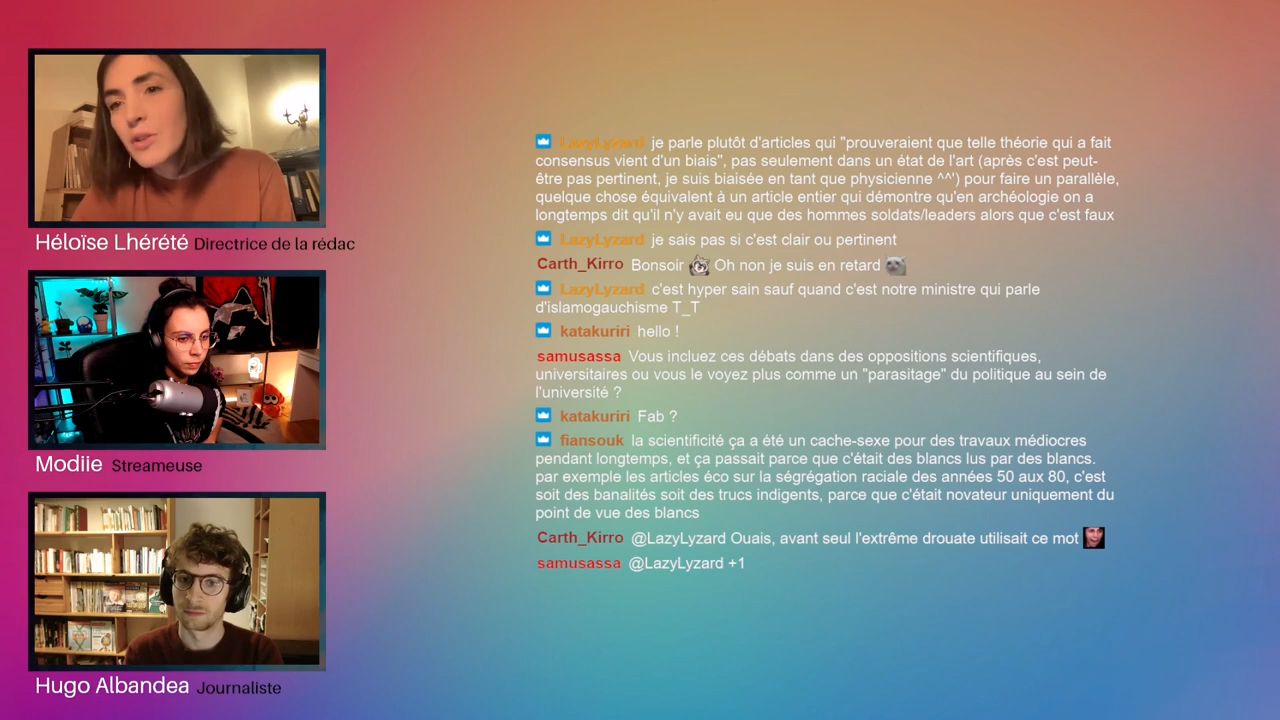 Héloïse Lhérété Directrice de la rédac
Modiie Streameuse
Hugo Albandea Journaliste
LazyLyzard je parle plutôt d'articles qui "prouveraient que telle théorie qui a fait
consensus vient d'un biais", pas seulement dans un état de l'art (après c'est peut-
être pas pertinent, je suis biaisée en tant que physicienne ^^') pour faire un parallèle,
quelque chose équivalent à un article entier qui démontre qu'en archéologie on a
longtemps dit qu'il n'y avait eu que des hommes soldats/leaders alors que c'est faux
LazyLyzard je sais pas si c'est clair ou pertinent
Carth_Kirro Bonsoir Oh non je suis en retard
LazyLyzard c'est hyper sain sauf quand c'est notre ministre qui parle
d'islamogauchisme T_T
katakuriri hello !
samusassa Vous incluez ces débats dans des oppositions scientifiques,
universitaires ou vous le voyez plus comme un "parasitage" du politique au sein de
l'université ?
katakuriri Fab ?
fiansouk la scientificité ça a été un cache-sexe pour des travaux médiocres
pendant longtemps, et ça passait parce que c'était des blancs lus par des blancs.
par exemple les articles éco sur la ségrégation raciale des années 50 aux 80, c'est
soit des banalités soit des trucs indigents, parce que c'était novateur uniquement du
point de vue des blancs
Carth_Kirro @LazyLyzard Ouais, avant seul l'extrême drouate utilisait ce mot
samusassa @LazyLyzard +1